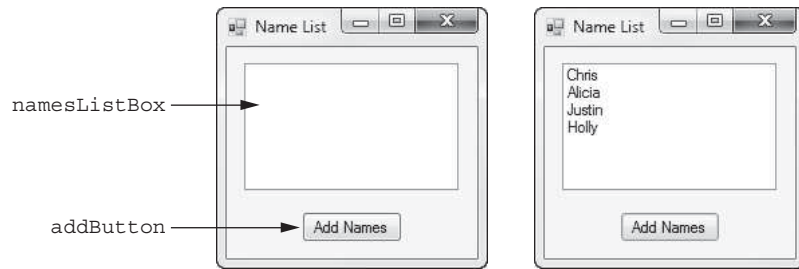 Name List
namesListBox
addButton
Add Names
Name List
Chris
Alicia
Justin
Holly
Add Names